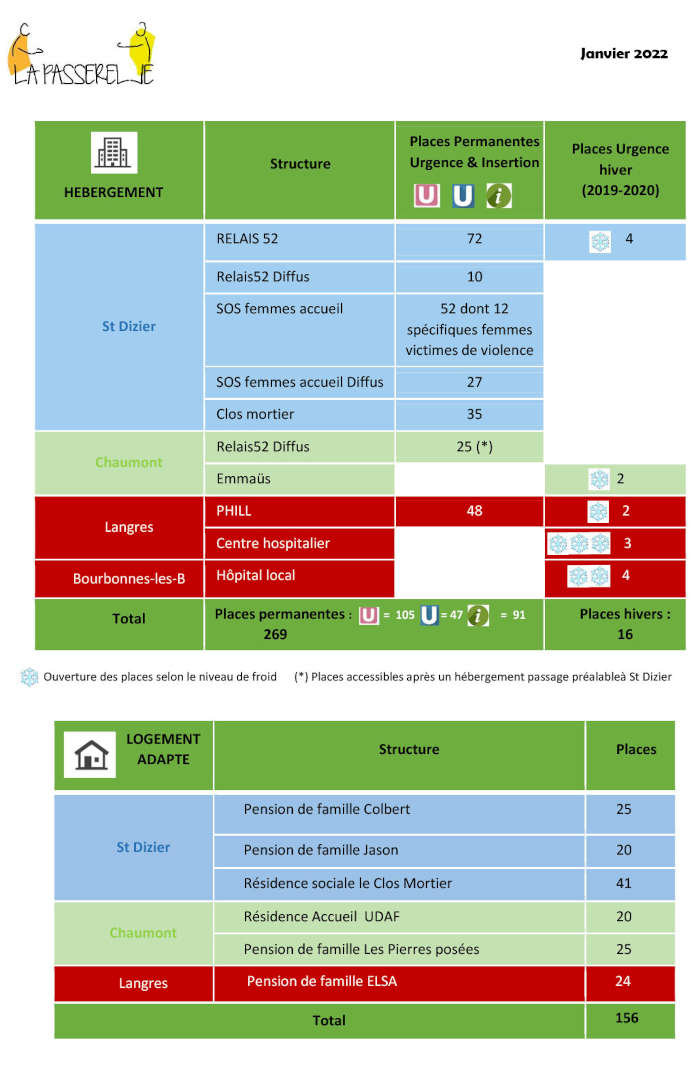 LA PASSERELLE
Janvier 2022
HEBERGEMENT
Structure
Places Permanentes
Urgence & Insertion
U U i
Places Urgence
hiver
(2019-2020)
St Dizier
RELAIS 52
72
4
Relais52 Diffus
10
SOS femmes accueil
52 dont 12
spécifiques femmes
victimes de violence
SOS femmes accueil Diffus
27
Clos mortier
35
Chaumont
Relais52 Diffus
25 (*)
Emmaüs
2
Langres
PHILL
48
2
Centre hospitalier
3
Bourbonnes-les-B
Hôpital local
4
Total
Places permanentes : U = 105 U = 47 i = 91
269
Places hivers :
16
Ouverture des places selon le niveau de froid (*) Places accessibles après un hébergement passage préalableà St Dizier
LOGEMENT
ADAPTE
Structure
Places
St Dizier
Pension de famille Colbert
25
Pension de famille Jason
20
Résidence sociale le Clos Mortier
41
Chaumont
Résidence Accueil UDAF
20
Pension de famille Les Pierres posées
25
Langres
Pension de famille ELSA
24
Total
156